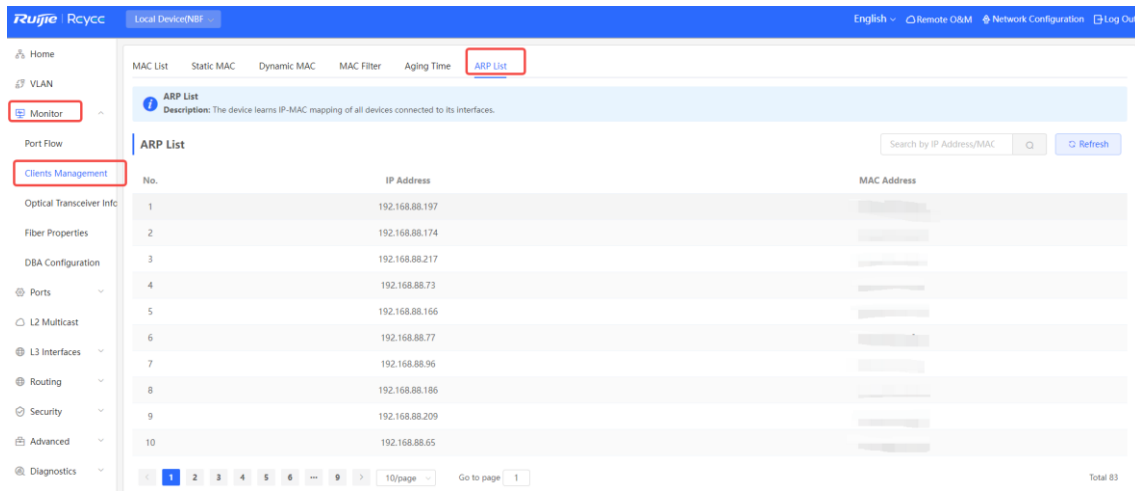 Ruijie | Rcycc Local Device(NBF English Remote O&M Network Configuration Log Out
Home
VLAN
Monitor
Port Flow
Clients Management
Optical Transceiver Info
Fiber Properties
DBA Configuration
Ports
L2 Multicast
L3 Interfaces
Routing
Security
Advanced
Diagnostics
MAC List Static MAC Dynamic MAC MAC Filter Aging Time ARP List
ARP List
Description: The device learns IP-MAC mapping of all devices connected to its interfaces.
ARP List Search by IP Address/MAC Refresh
No. IP Address MAC Address
1 192.168.88.197
2 192.168.88.174
3 192.168.88.217
4 192.168.88.73
5 192.168.88.166
6 192.168.88.77
7 192.168.88.96
8 192.168.88.186
9 192.168.88.209
10 192.168.88.65
< 1 2 3 4 5 6 ... 9 > 10/page Go to page 1 Total 83